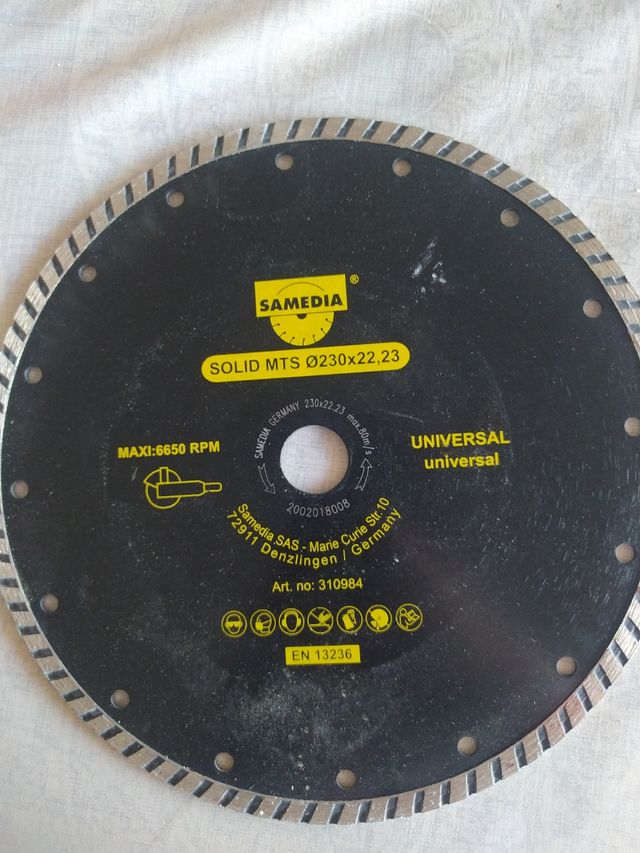 SAMEDIA ®
SOLID MTS Ø230x22,23
SAMEDIA GERMANY 230x22.23 max.80m/s
MAXI:6650 RPM
UNIVERSAL
universal
2002018008
Samedia SAS - Marie Curie Str.10
72911 Denzlingen / Germany
Art. no: 310984
EN 13236